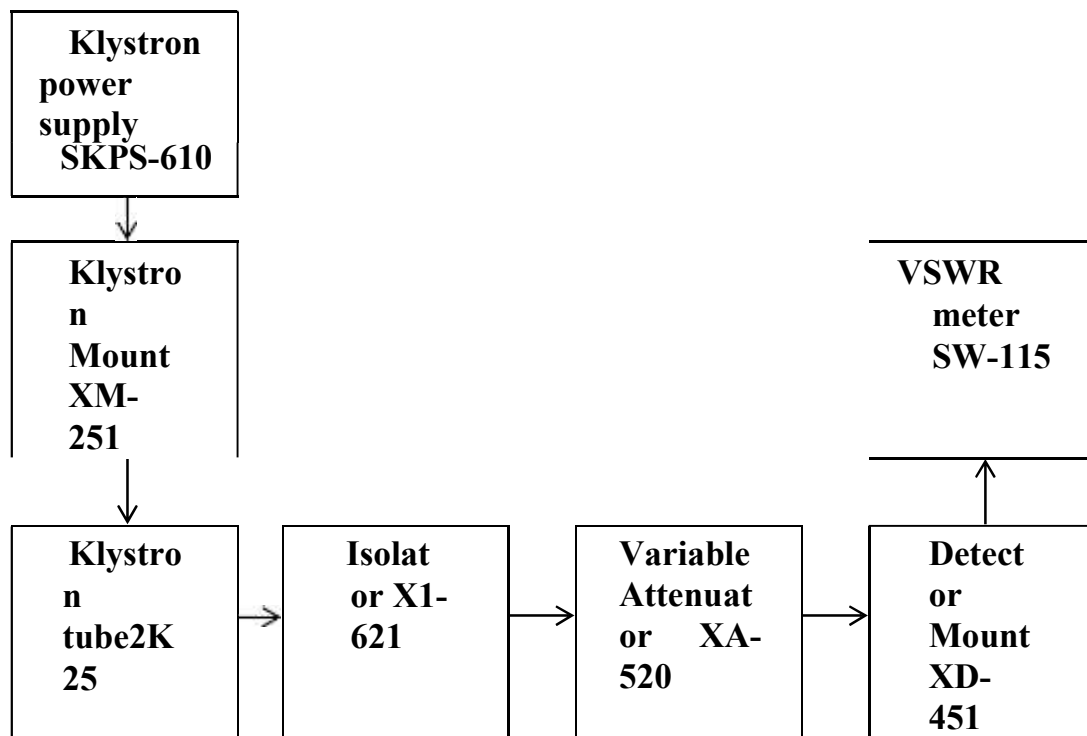 Klystron
power
supply
SKPS-610
Klystro
n
Mount
XM-
251
VSWR
meter
SW-115
Klystro
n
tube2K
25
Isolat
or X1-
621
Variable
Attenuat
or XA-
520
Detect
or
Mount
XD-
451